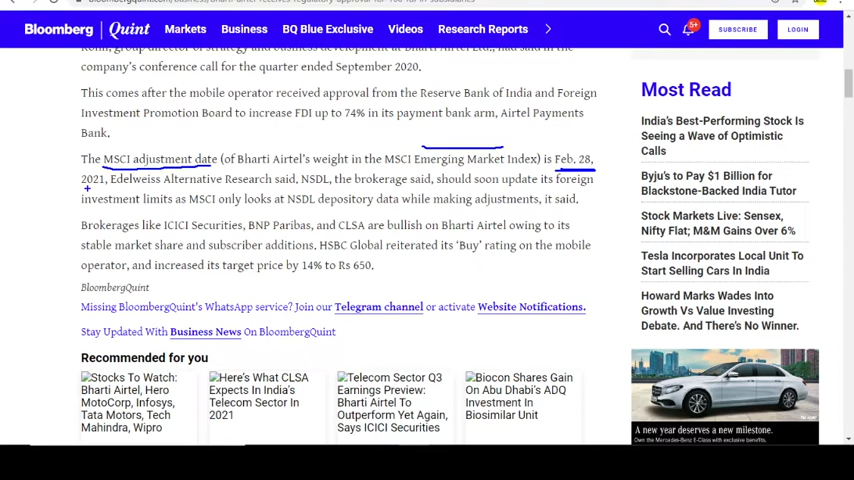 Bloomberg | Quint
Markets
Business
BQ Blue Exclusive
Videos
Research Reports
5+
SUBSCRIBE
LOGIN
company's conference call for the quarter ended September 2020.
This comes after the mobile operator received approval from the Reserve Bank of India and Foreign
Investment Promotion Board to increase FDI up to 74% in its payment bank arm, Airtel Payments
Bank.
The MSCI adjustment date (of Bharti Airtel's weight in the MSCI Emerging Market Index) is Feb. 28,
2021, Edelweiss Alternative Research said. NSDL, the brokerage said, should soon update its foreign
investment limits as MSCI only looks at NSDL depository data while making adjustments, it said.
Brokerages like ICICI Securities, BNP Paribas, and CLSA are bullish on Bharti Airtel owing to its
stable market share and subscriber additions. HSBC Global reiterated its 'Buy' rating on the mobile
operator, and increased its target price by 14% to Rs 650.
BloombergQuint
Missing BloombergQuint's WhatsApp service? Join our Telegram channel or activate Website Notifications.
Stay Updated With Business News On BloombergQuint
Recommended for you
Stocks To Watch:
Bharti Airtel, Hero
MotoCorp, Infosys,
Tata Motors, Tech
Mahindra, Wipro
Here's What CLSA
Expects In India's
Telecom Sector In
2021
Telecom Sector Q3
Earnings Preview:
Bharti Airtel To
Outperform Yet Again,
Says ICICI Securities
Biocon Shares Gain
On Abu Dhabi's ADQ
Investment In
Biosimilar Unit
Most Read
India's Best-Performing Stock Is
Seeing a Wave of Optimistic
Calls
Byju's to Pay $1 Billion for
Blackstone-Backed India Tutor
Stock Markets Live: Sensex,
Nifty Flat; M&M Gains Over 6%
Tesla Incorporates Local Unit To
Start Selling Cars In India
Howard Marks Wades Into
Growth Vs Value Investing
Debate. And There's No Winner.
A new year deserves a new milestone.
Own the Mercedes-Benz E-Class with exclusive benefits.